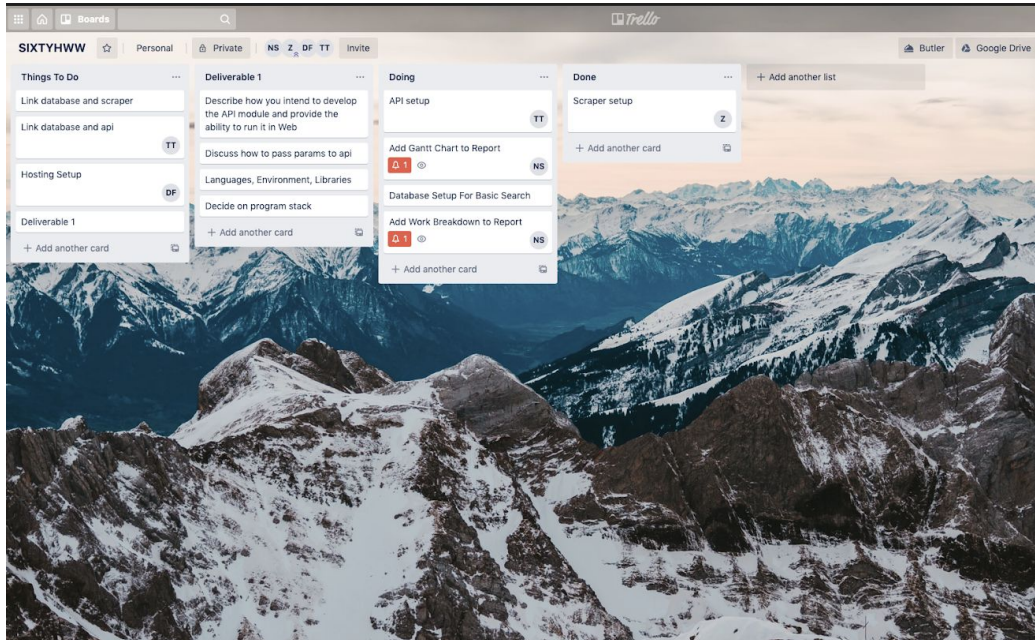 Boards
Trello
SIXTYHWW
Personal
Private
NS Z DF TT
Invite
Butler
Google Drive
Things To Do
Link database and scraper
Link database and api
TT
Hosting Setup
DF
Deliverable 1
+ Add another card
Deliverable 1
Describe how you intend to develop
the API module and provide the
ability to run it in Web
Discuss how to pass params to api
Languages, Environment, Libraries
Decide on program stack
+ Add another card
Doing
API setup
TT
Add Gantt Chart to Report
1
NS
Database Setup For Basic Search
Add Work Breakdown to Report
1
NS
+ Add another card
Done
Scraper setup
Z
+ Add another card
+ Add another list